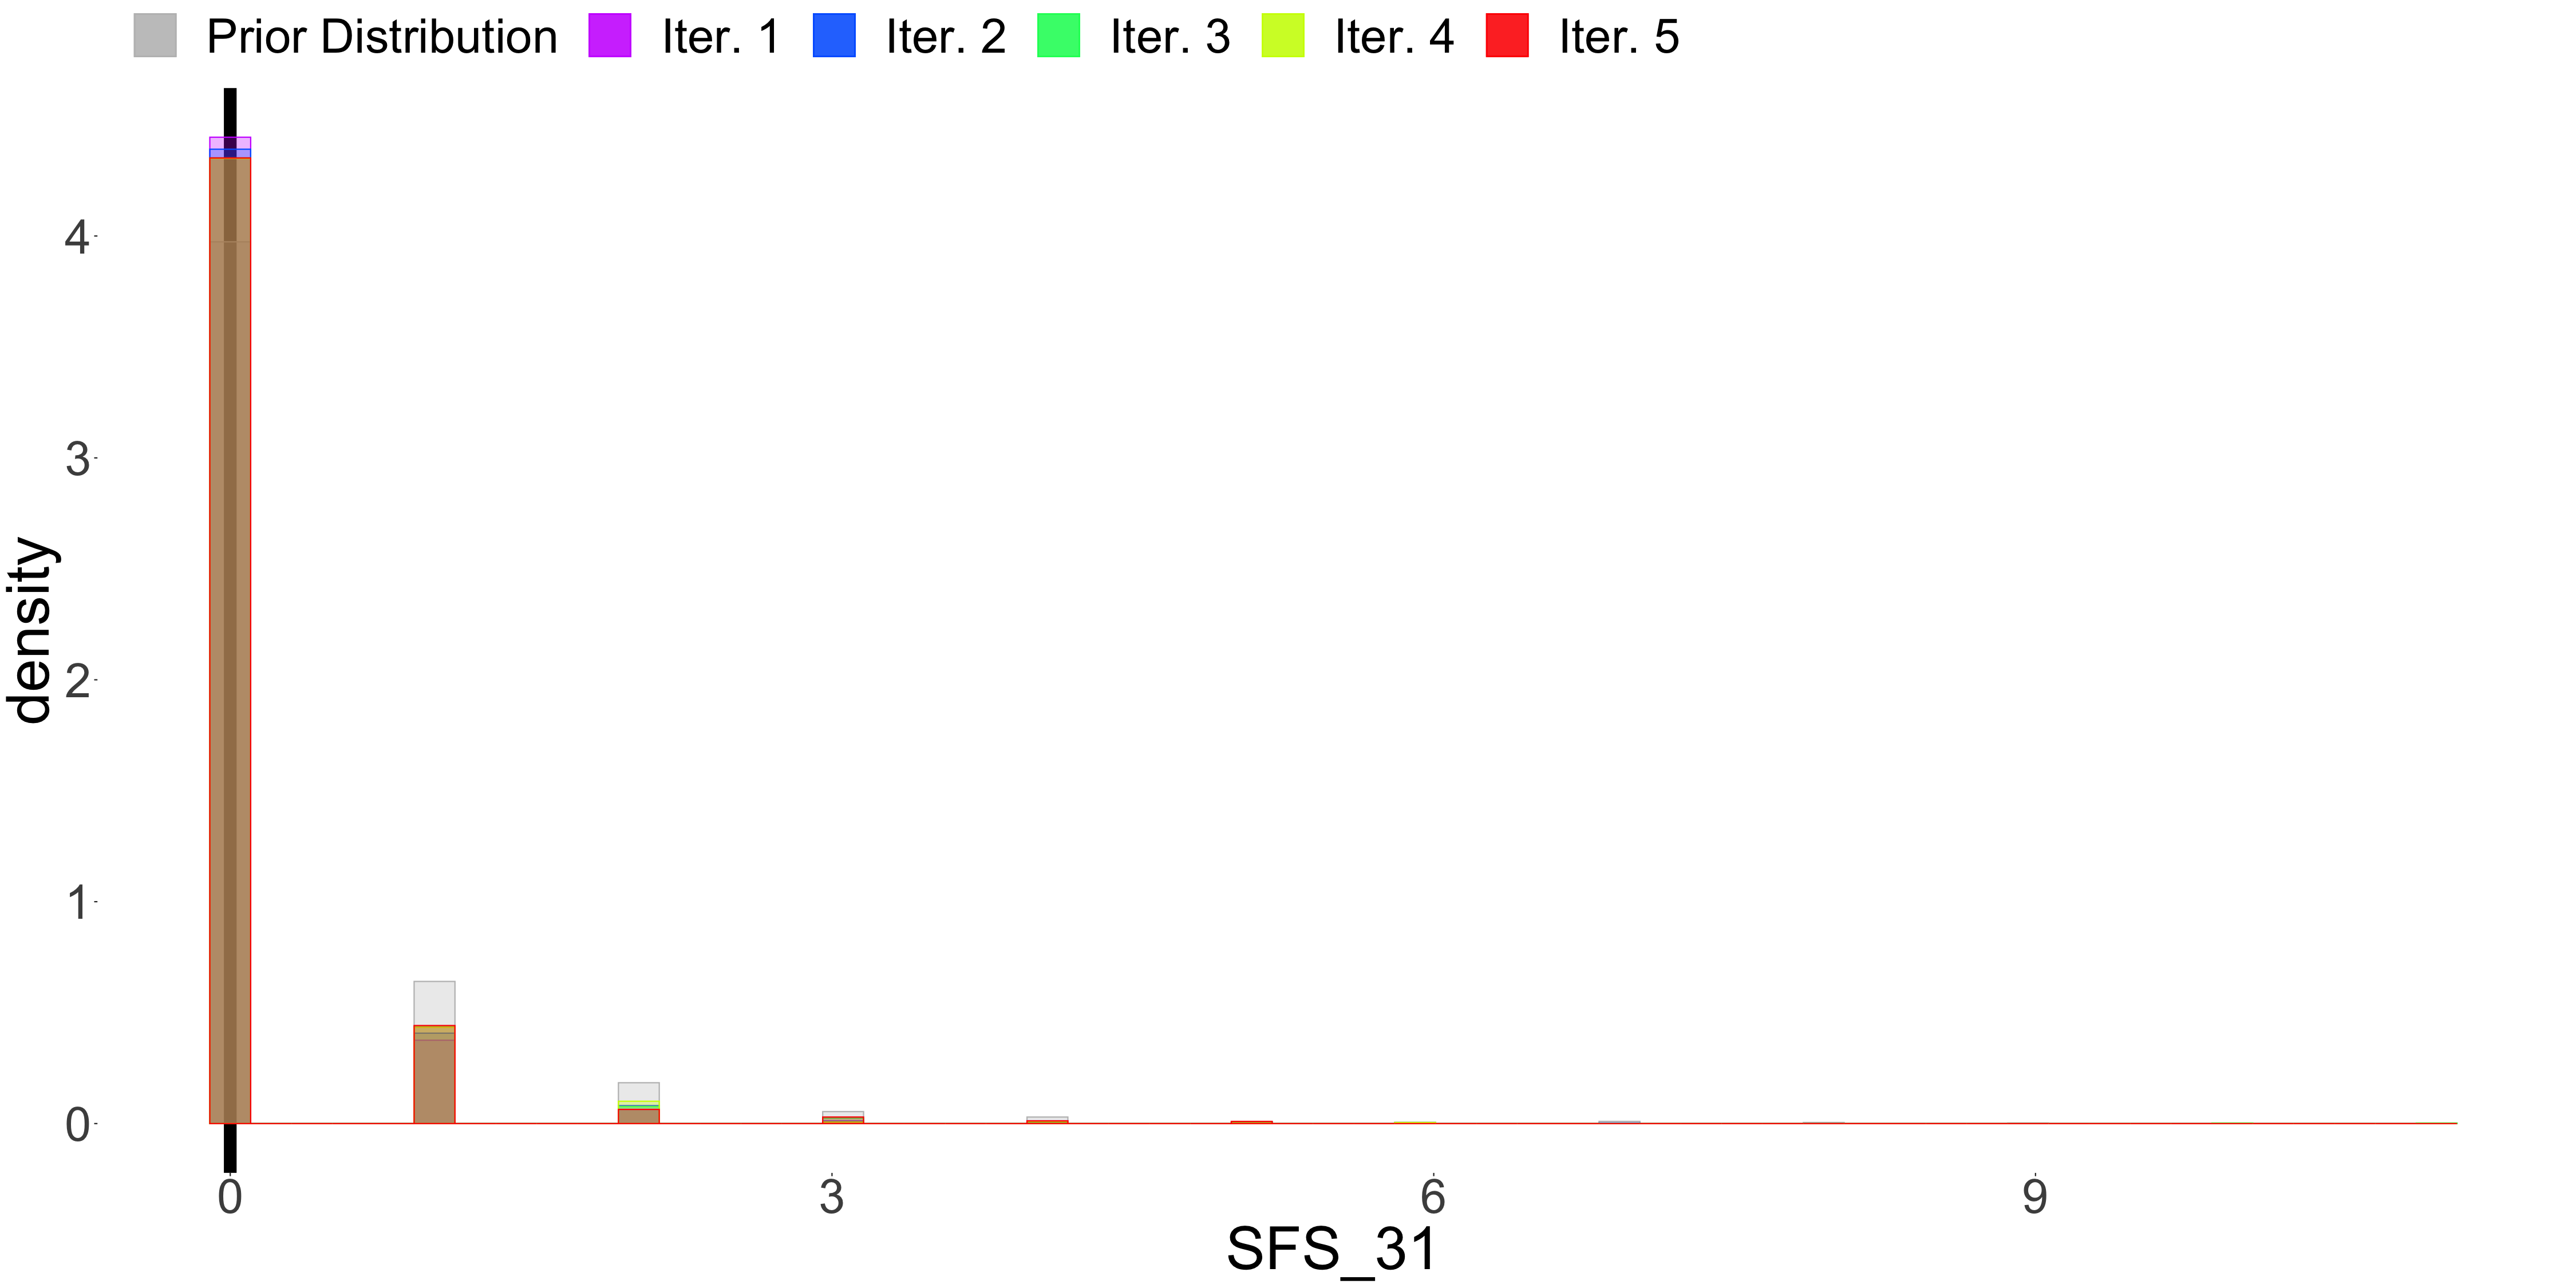 Prior Distribution Iter. 1 Iter. 2 Iter. 3 Iter. 4 Iter. 5
density
4
3
2
1
0
0 3 6 9
SFS_31